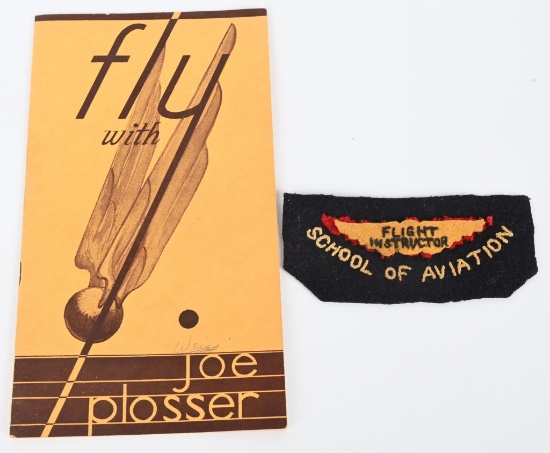 fly
with
joe
plosser
FLIGHT
INSTRUCTOR
SCHOOL OF AVIATION